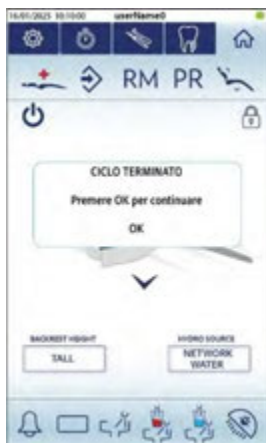 16/01/2025 10:10:00 userName0
RM PR
CICLO TERMINATO
Premere OK per continuare
OK
BACKREST HEIGHT HYDRO SOURCE
TALL NETWORK
WATER